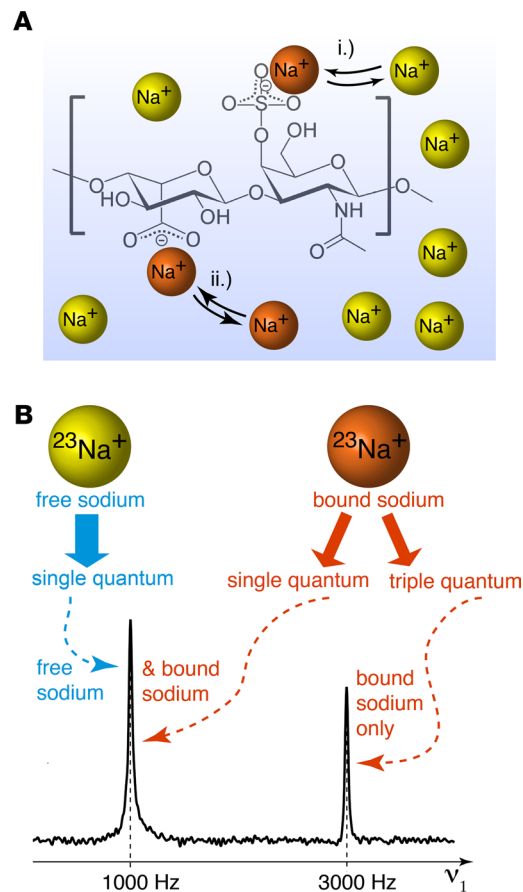 A
i.)
Na+
Na+
Na+
O
O
S
O
⊖
O
OH
Na+
O
O
O
HO
OH
O
O
NH
O
O
O
⊖
O
Na+
Na+
ii.)
Na+
Na+
Na+
Na+
B
23Na+
23Na+
free sodium
bound sodium
single quantum
single quantum
triple quantum
free
sodium
& bound
sodium
bound
sodium
only
1000 Hz
3000 Hz
ν1